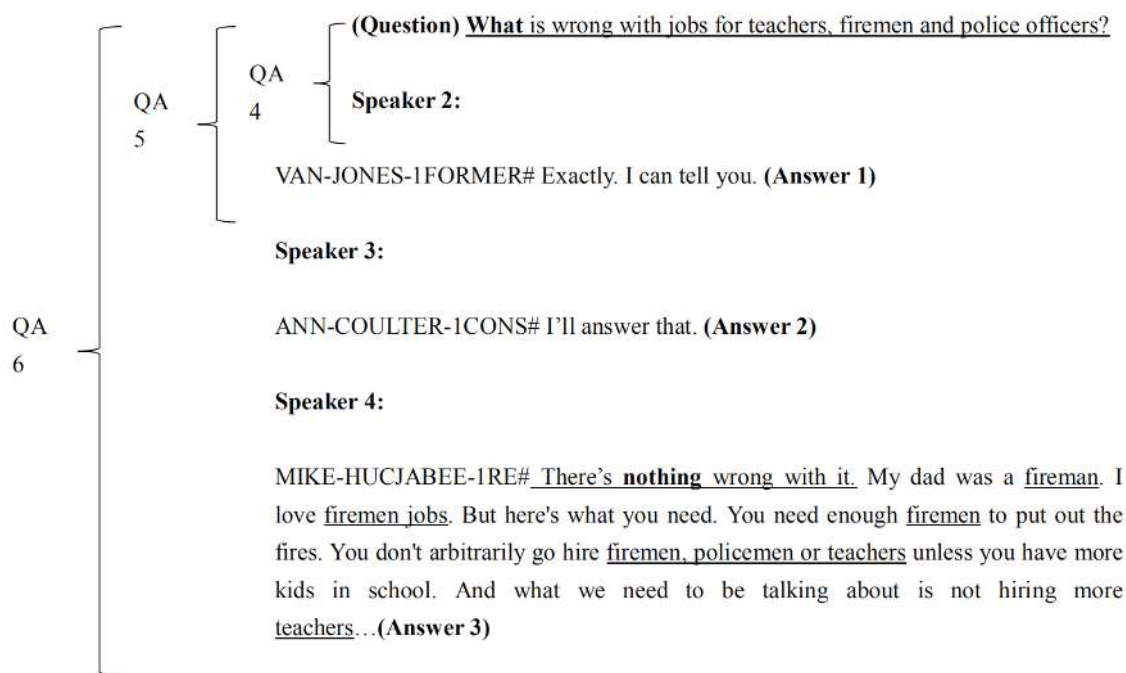 (Question) What is wrong with jobs for teachers, firemen and police officers?
QA
4
QA
5
Speaker 2:
VAN-JONES-1FORMER# Exactly. I can tell you. (Answer 1)
Speaker 3:
QA
6
ANN-COULTER-1CONS# I'll answer that. (Answer 2)
Speaker 4:
MIKE-HUCJABEE-1RE# There's nothing wrong with it. My dad was a fireman. I
love firemen jobs. But here's what you need. You need enough firemen to put out the
fires. You don't arbitrarily go hire firemen, policemen or teachers unless you have more
kids in school. And what we need to be talking about is not hiring more
teachers…(Answer 3)